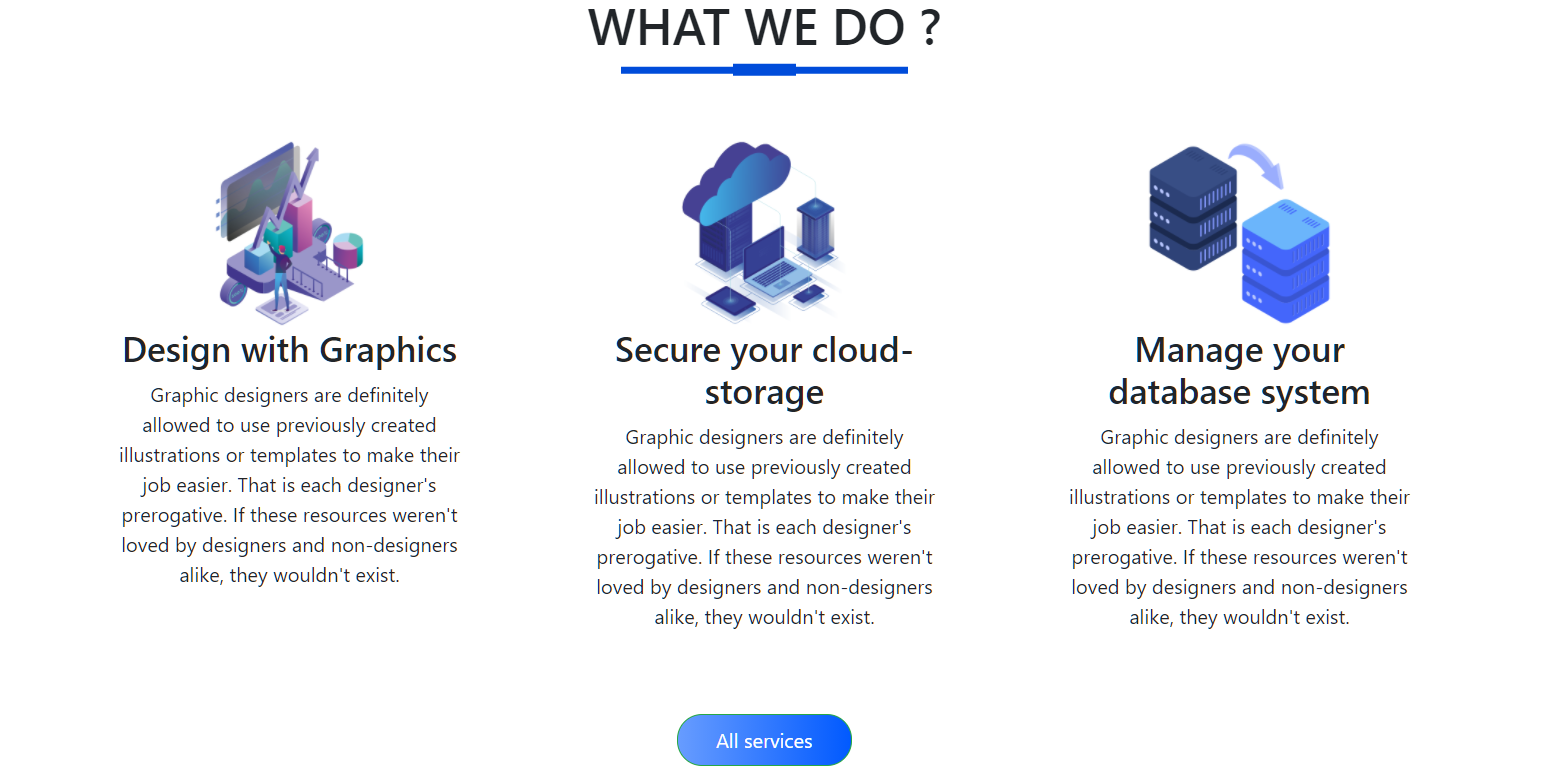 WHAT WE DO ?
Design with Graphics
Graphic designers are definitely
allowed to use previously created
illustrations or templates to make their
job easier. That is each designer's
prerogative. If these resources weren't
loved by designers and non-designers
alike, they wouldn't exist.
Secure your cloud-
storage
Graphic designers are definitely
allowed to use previously created
illustrations or templates to make their
job easier. That is each designer's
prerogative. If these resources weren't
loved by designers and non-designers
alike, they wouldn't exist.
Manage your
database system
Graphic designers are definitely
allowed to use previously created
illustrations or templates to make their
job easier. That is each designer's
prerogative. If these resources weren't
loved by designers and non-designers
alike, they wouldn't exist.
All services